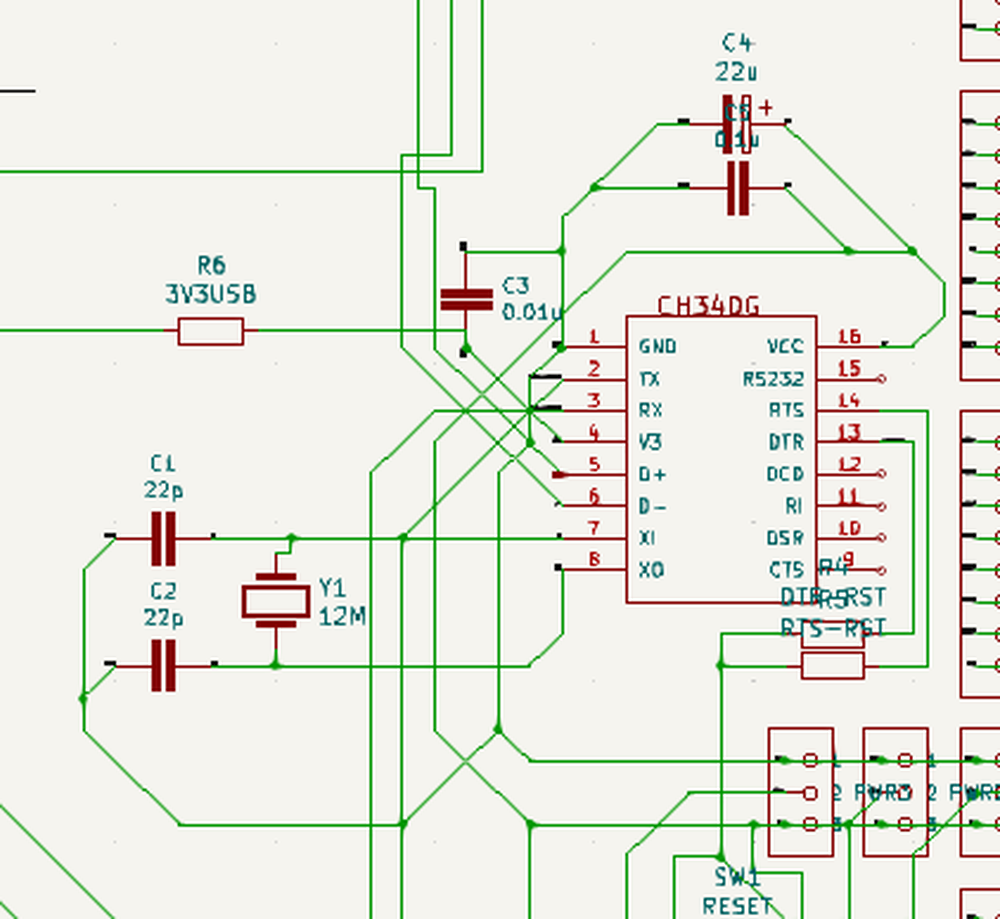 C4
22u
C5
0.1u
R6
3V3USB
C3
0.01u
CH34DG
1 GND VCC 16
2 TX RS232 15
3 RX RTS 14
4 V3 DTR 13
5 D+ DCD 12
6 D- RI 11
7 XI DSR 10
8 XO CTS 9
C1
22p
R4
C2
22p
Y1
12M
DTR-RST
R5
RTS-RST
1 1
2 2
3 3
SW1
RESET